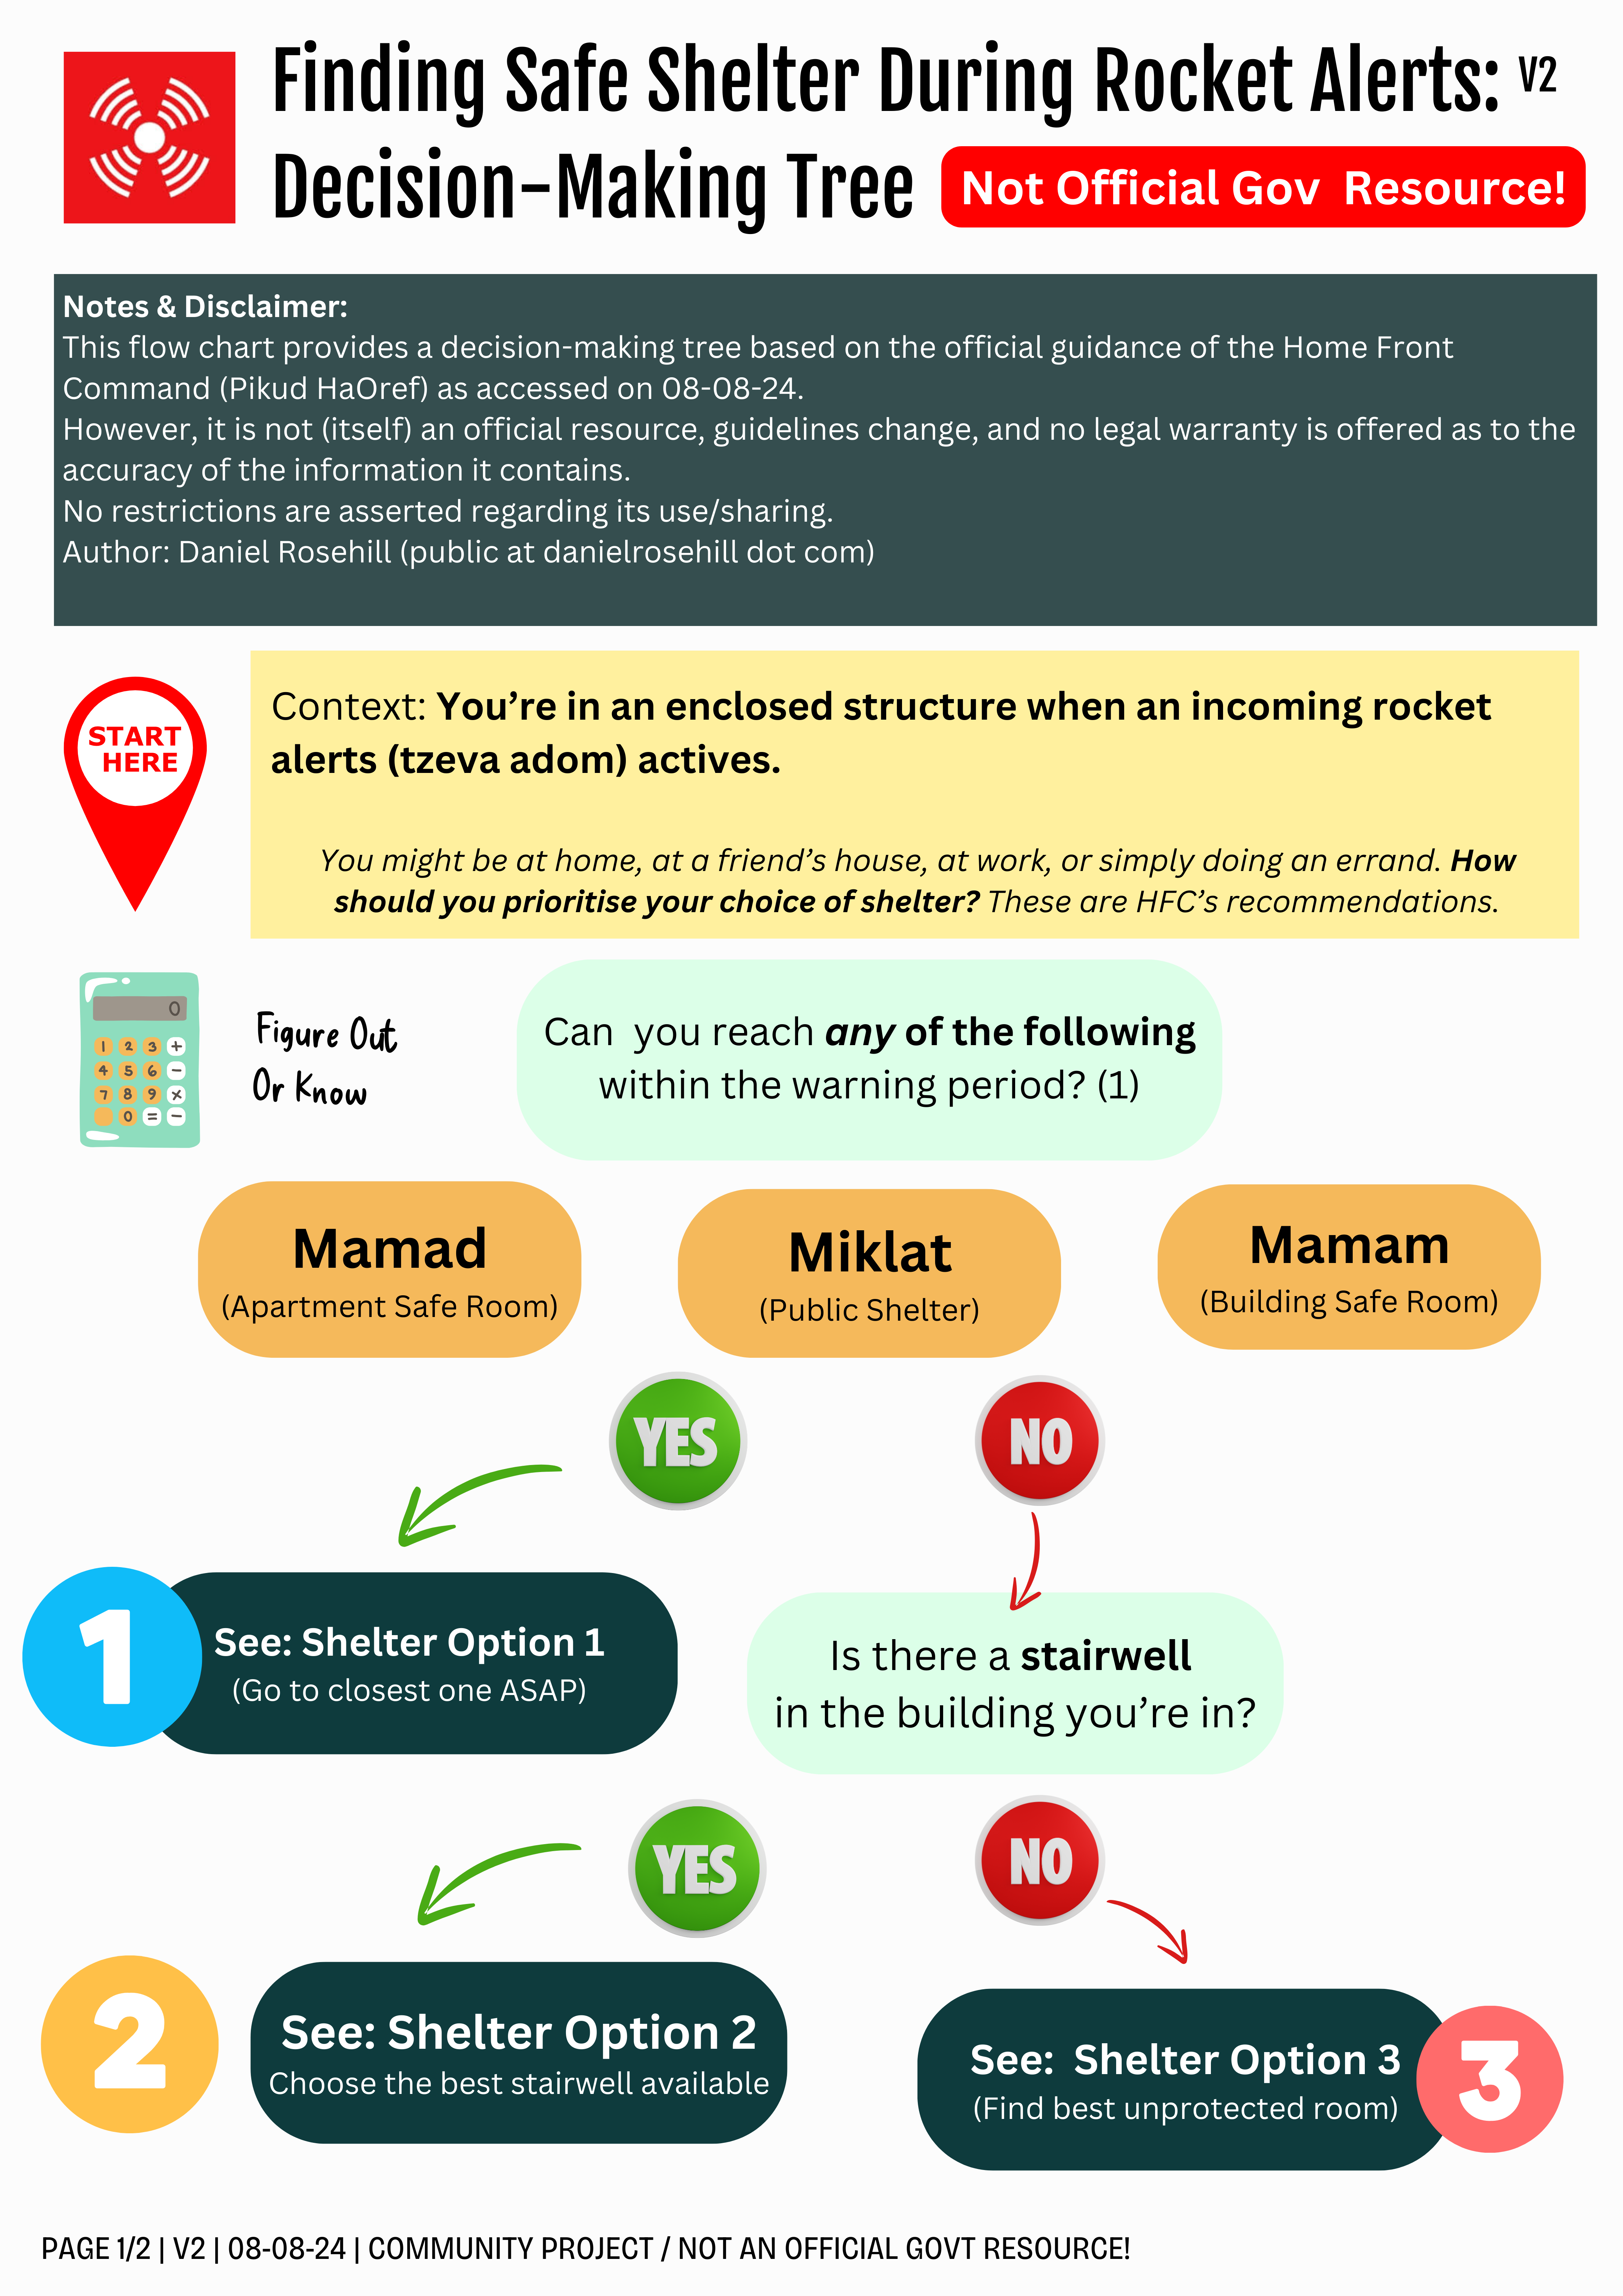 Finding Safe Shelter During Rocket Alerts: V2
Decision-Making Tree
Not Official Gov Resource!
Notes & Disclaimer:
This flow chart provides a decision-making tree based on the official guidance of the Home Front
Command (Pikud HaOref) as accessed on 08-08-24.
However, it is not (itself) an official resource, guidelines change, and no legal warranty is offered as to the
accuracy of the information it contains.
No restrictions are asserted regarding its use/sharing.
Author: Daniel Rosehill (public at danielrosehill dot com)
START
HERE
Context: You're in an enclosed structure when an incoming rocket
alerts (tzeva adom) actives.
You might be at home, at a friend's house, at work, or simply doing an errand. How
should you prioritise your choice of shelter? These are HFC's recommendations.
0
1 2 3 +
4 5 6 −
7 8 9 ×
0 = −
Figure Out
Or Know
Can you reach any of the following
within the warning period? (1)
Mamad
(Apartment Safe Room)
Miklat
(Public Shelter)
Mamam
(Building Safe Room)
YES
NO
1
See: Shelter Option 1
(Go to closest one ASAP)
Is there a stairwell
in the building you're in?
YES
NO
2
See: Shelter Option 2
Choose the best stairwell available
See: Shelter Option 3
(Find best unprotected room)
3
PAGE 1/2 | V2 | 08-08-24 | COMMUNITY PROJECT / NOT AN OFFICIAL GOVT RESOURCE!